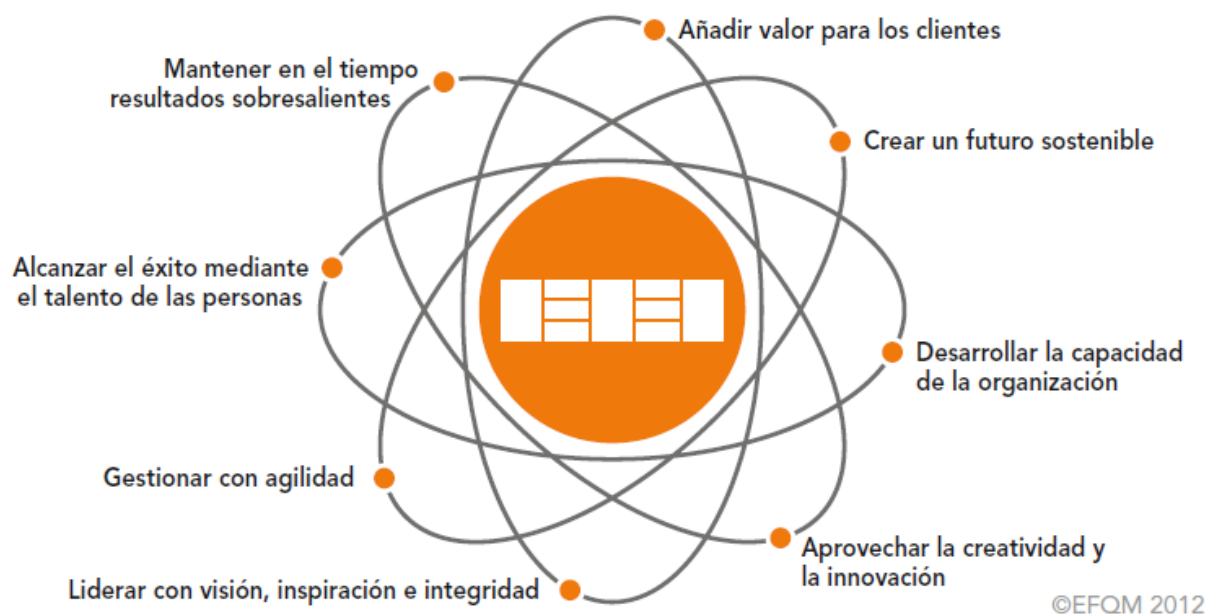 Añadir valor para los clientes
Mantener en el tiempo
resultados sobresalientes
Crear un futuro sostenible
Alcanzar el éxito mediante
el talento de las personas
Desarrollar la capacidad
de la organización
Gestionar con agilidad
Aprovechar la creatividad y
la innovación
Liderar con visión, inspiración e integridad
©EFQM 2012